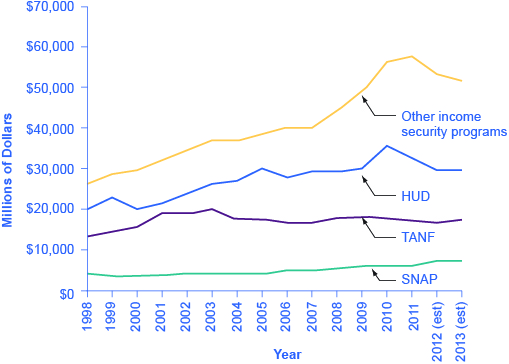 $70,000
$60,000
$50,000
$40,000
$30,000
$20,000
$10,000
$0
Millions of Dollars
Other income
security programs
HUD
TANF
SNAP
1998
1999
2000
2001
2002
2003
2004
2005
2006
2007
2008
2009
2010
2011
2012 (est)
2013 (est)
Year